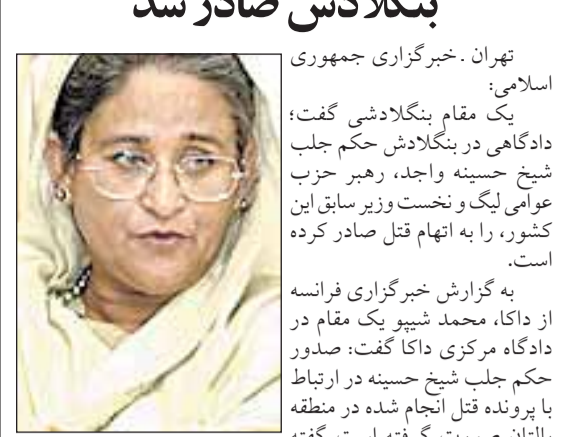 بنگلادش صادر شد
تهران . خبرگزاری جمهوری
اسلامی:
یک مقام بنگلادشی گفت؛
دادگاهی در بنگلادش حکم جلب
شیخ حسینه واجد، رهبر حزب
عوامی لیگ و نخست وزیر سابق این
کشور، را به اتهام قتل صادر کرده
است.
به گزارش خبرگزاری فرانسه
از داکا، محمد شیپو یک مقام در
دادگاه مرکزی داکا گفت: صدور
حکم جلب شیخ حسینه در ارتباط
با پرونده قتل انجام شده در منطقه